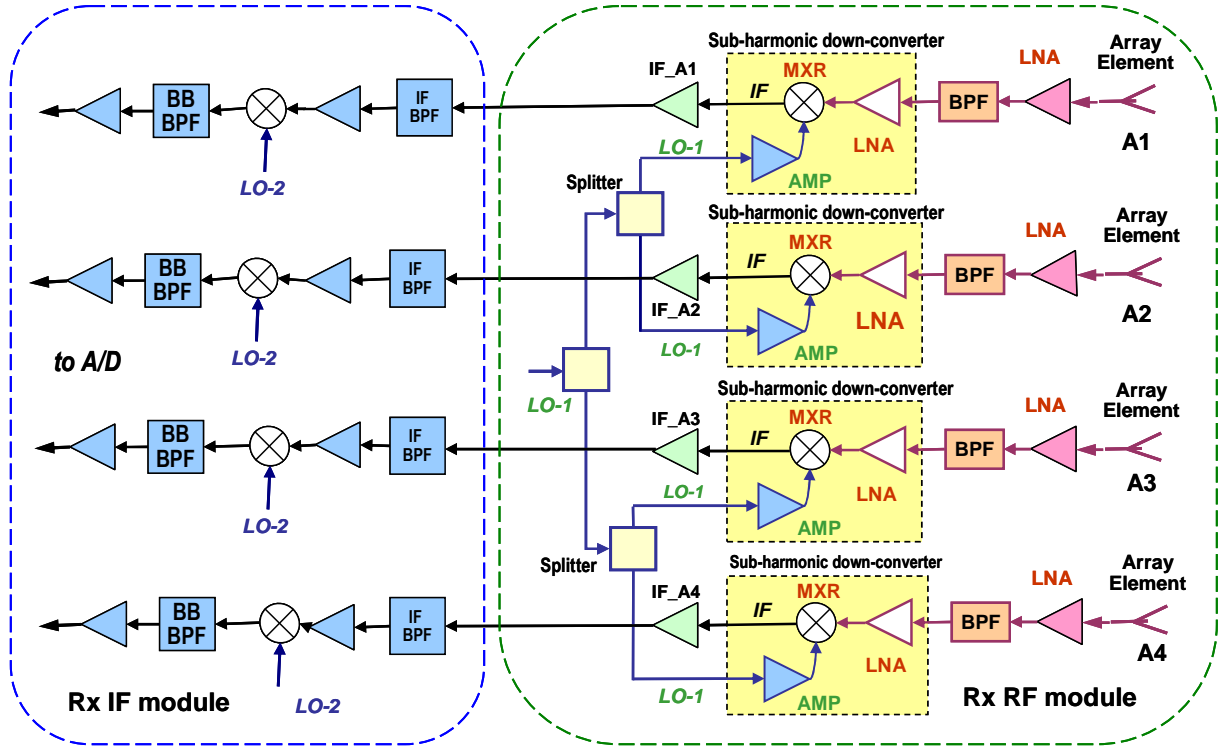 Sub-harmonic down-converter
LNA
Array
Element
IF_A1
MXR
BB
BPF
IF
BPF
IF
BPF
LO-1
LNA
A1
LO-2
AMP
Splitter
Sub-harmonic down-converter
LNA
Array
Element
MXR
BB
BPF
IF
BPF
IF
BPF
IF_A2
LNA
A2
LO-2
LO-1
AMP
to A/D
LO-1
Sub-harmonic down-converter
LNA
Array
Element
IF_A3
MXR
BB
BPF
IF
BPF
IF
BPF
LO-1
LNA
A3
LO-2
AMP
Splitter
Sub-harmonic down-converter
LNA
Array
Element
IF_A4
MXR
BB
BPF
IF
BPF
IF
BPF
LNA
A4
Rx IF module
LO-2
LO-1
AMP
Rx RF module